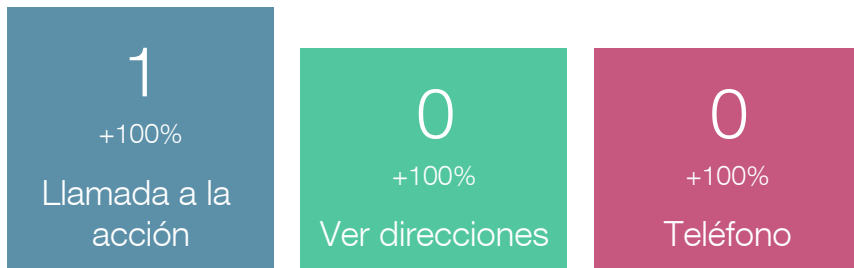 1
+100%
Llamada a la
acción
0
+100%
Ver direcciones
0
+100%
Teléfono